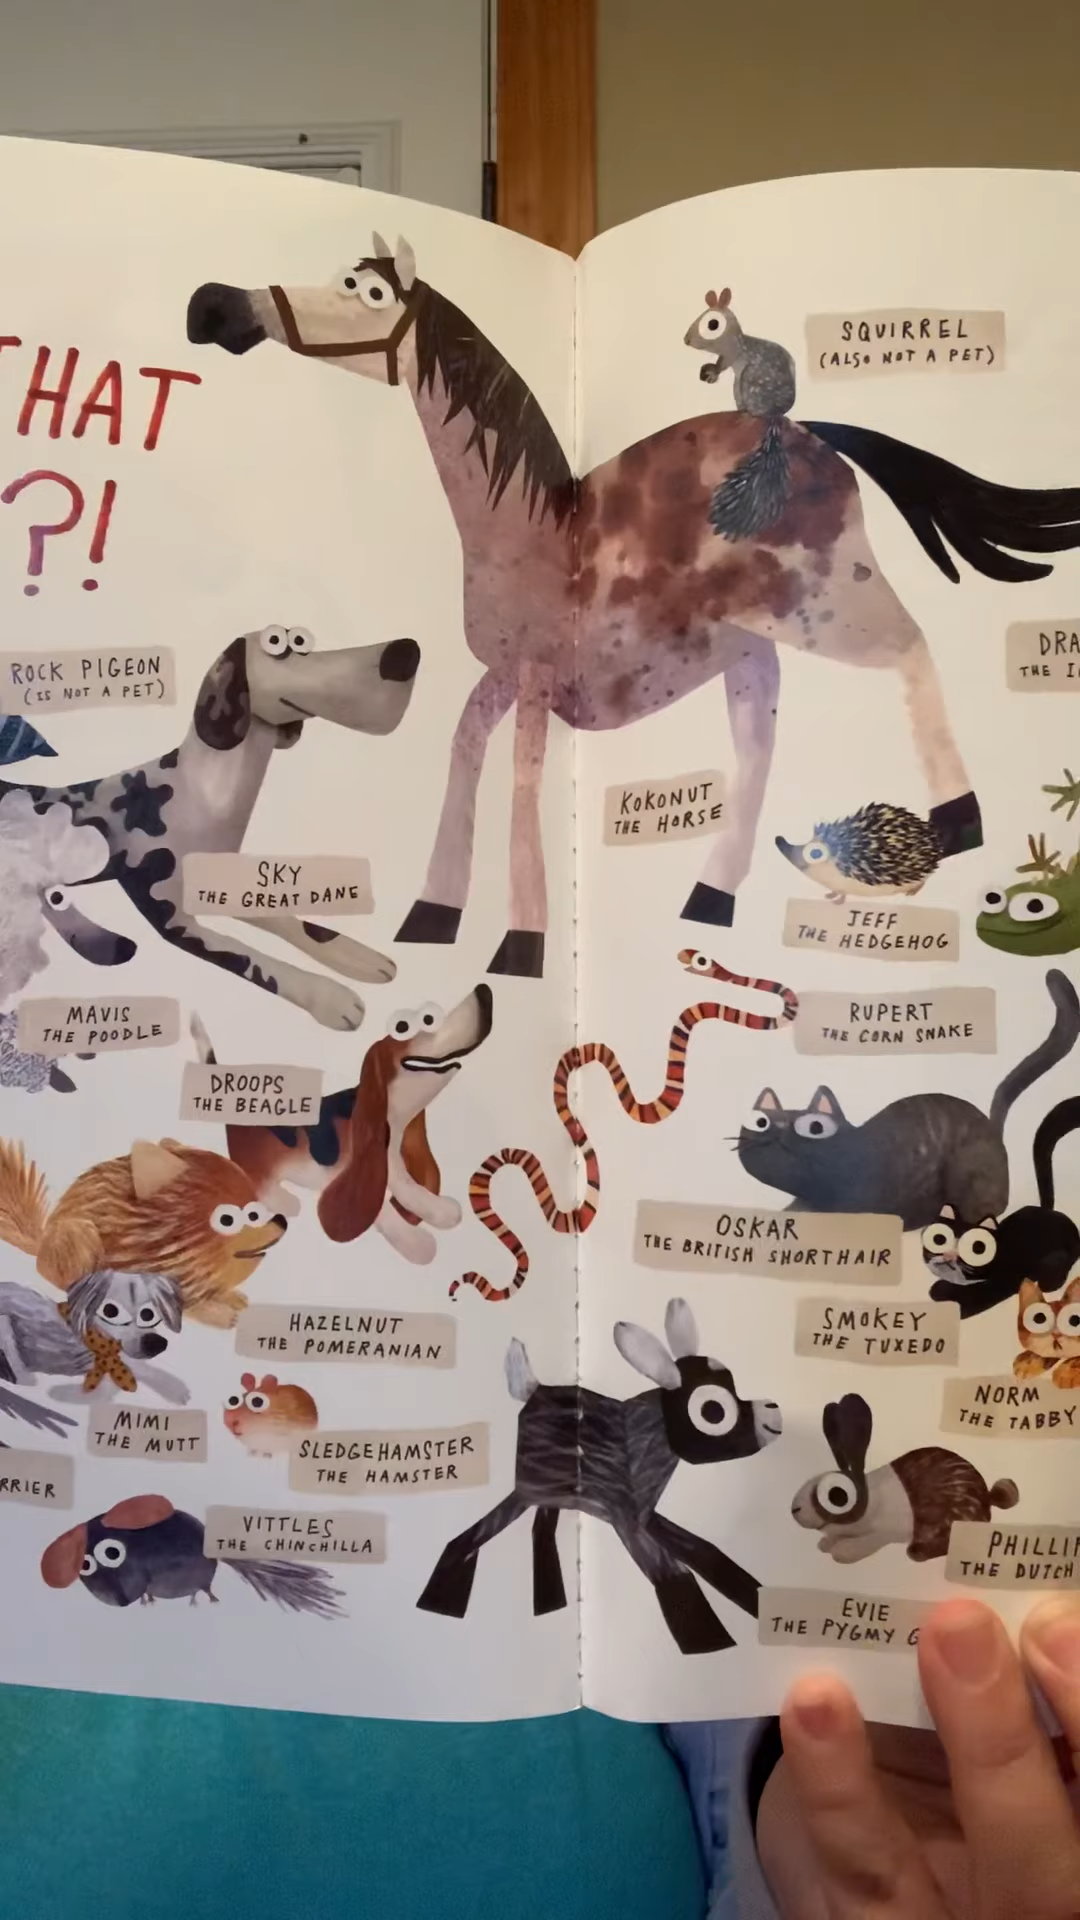 THAT
?!
ROCK PIGEON
(IS NOT A PET)
SKY
THE GREAT DANE
MAVIS
THE POODLE
DROOPS
THE BEAGLE
HAZELNUT
THE POMERANIAN
MIMI
THE MUTT
SLEDGEHAMSTER
THE HAMSTER
RRIER
VITTLES
THE CHINCHILLA
SQUIRREL
(ALSO NOT A PET)
DRA
THE I
KOKONUT
THE HORSE
JEFF
THE HEDGEHOG
RUPERT
THE CORN SNAKE
OSKAR
THE BRITISH SHORTHAIR
SMOKEY
THE TUXEDO
NORM
THE TABBY
PHILLI
THE DUTCH
EVIE
THE PYGMY G